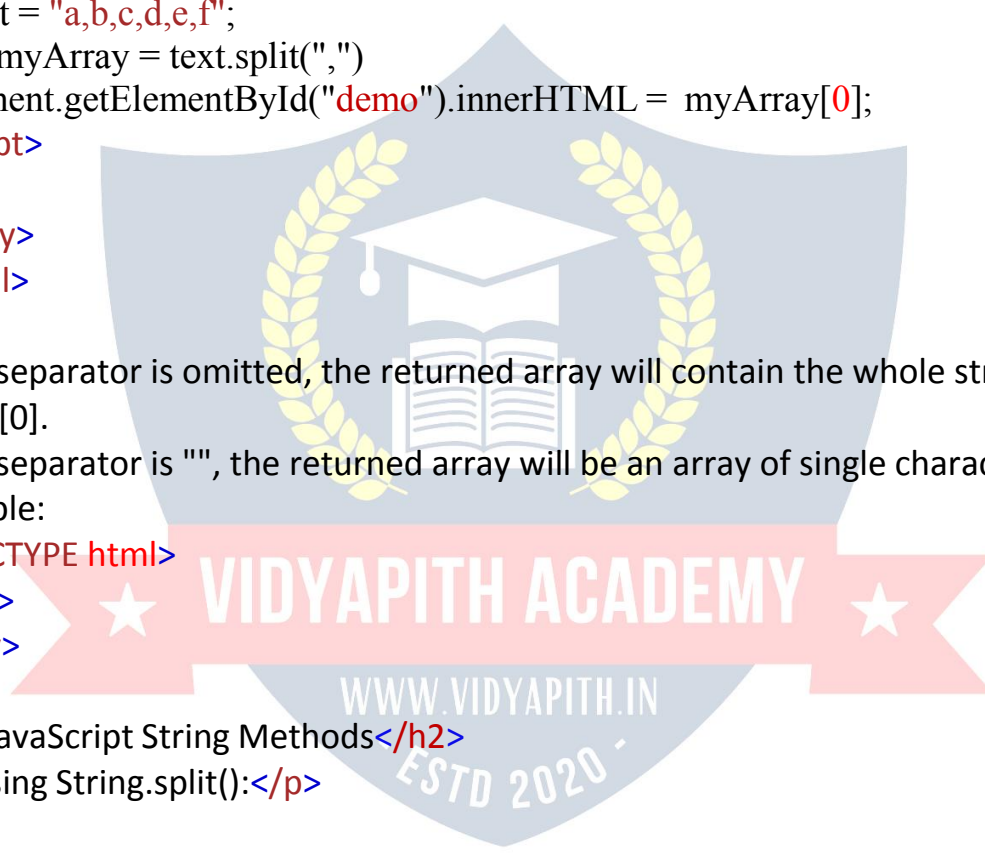 t = "a,b,c,d,e,f";
myArray = text.split(",")
nent.getElementById("demo").innerHTML = myArray[0];
pt>
y>
l>
separator is omitted, the returned array will contain the whole str
[0].
separator is "", the returned array will be an array of single charac
ple:
CTYPE html>
>
>
VIDYAPITH ACADEMY
WWW.VIDYAPITH.IN
avaScript String Methods</h2>
sing String.split():</p>
ESTD 2020